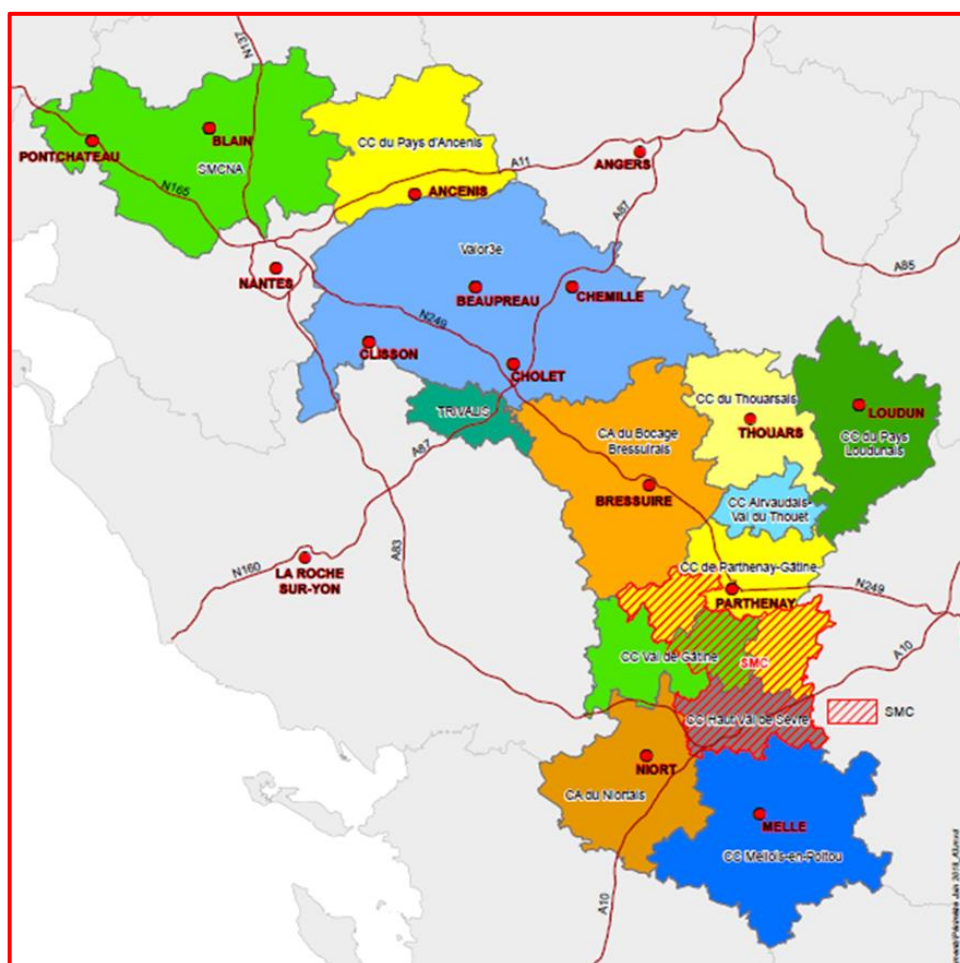 N137
BLAIN
PONTCHATEAU
SMCNA
N165
CC du Pays d'Ancenis
A11
ANCENIS
ANGERS
A87
A85
NANTES
Valor3e
BEAUPREAU
CHEMILLE
N249
CLISSON
CHOLET
TRIVALIS
A87
CA du Bocage
Bressuirais
CC du Thouarsais
THOUARS
LOUDUN
CC du Pays
Loudunais
BRESSUIRE
CC Airvaudais-
Val du Thouet
A83
N160
LA ROCHE
SUR-YON
CC de Parthenay-Gâtine
PARTHENAY
N249
A10
CC Val de Gâtine
SMC
CC Haut Val de Sèvre
SMC
NIORT
CA du Niortais
MELLE
CC Mellois-en-Poitou
A10